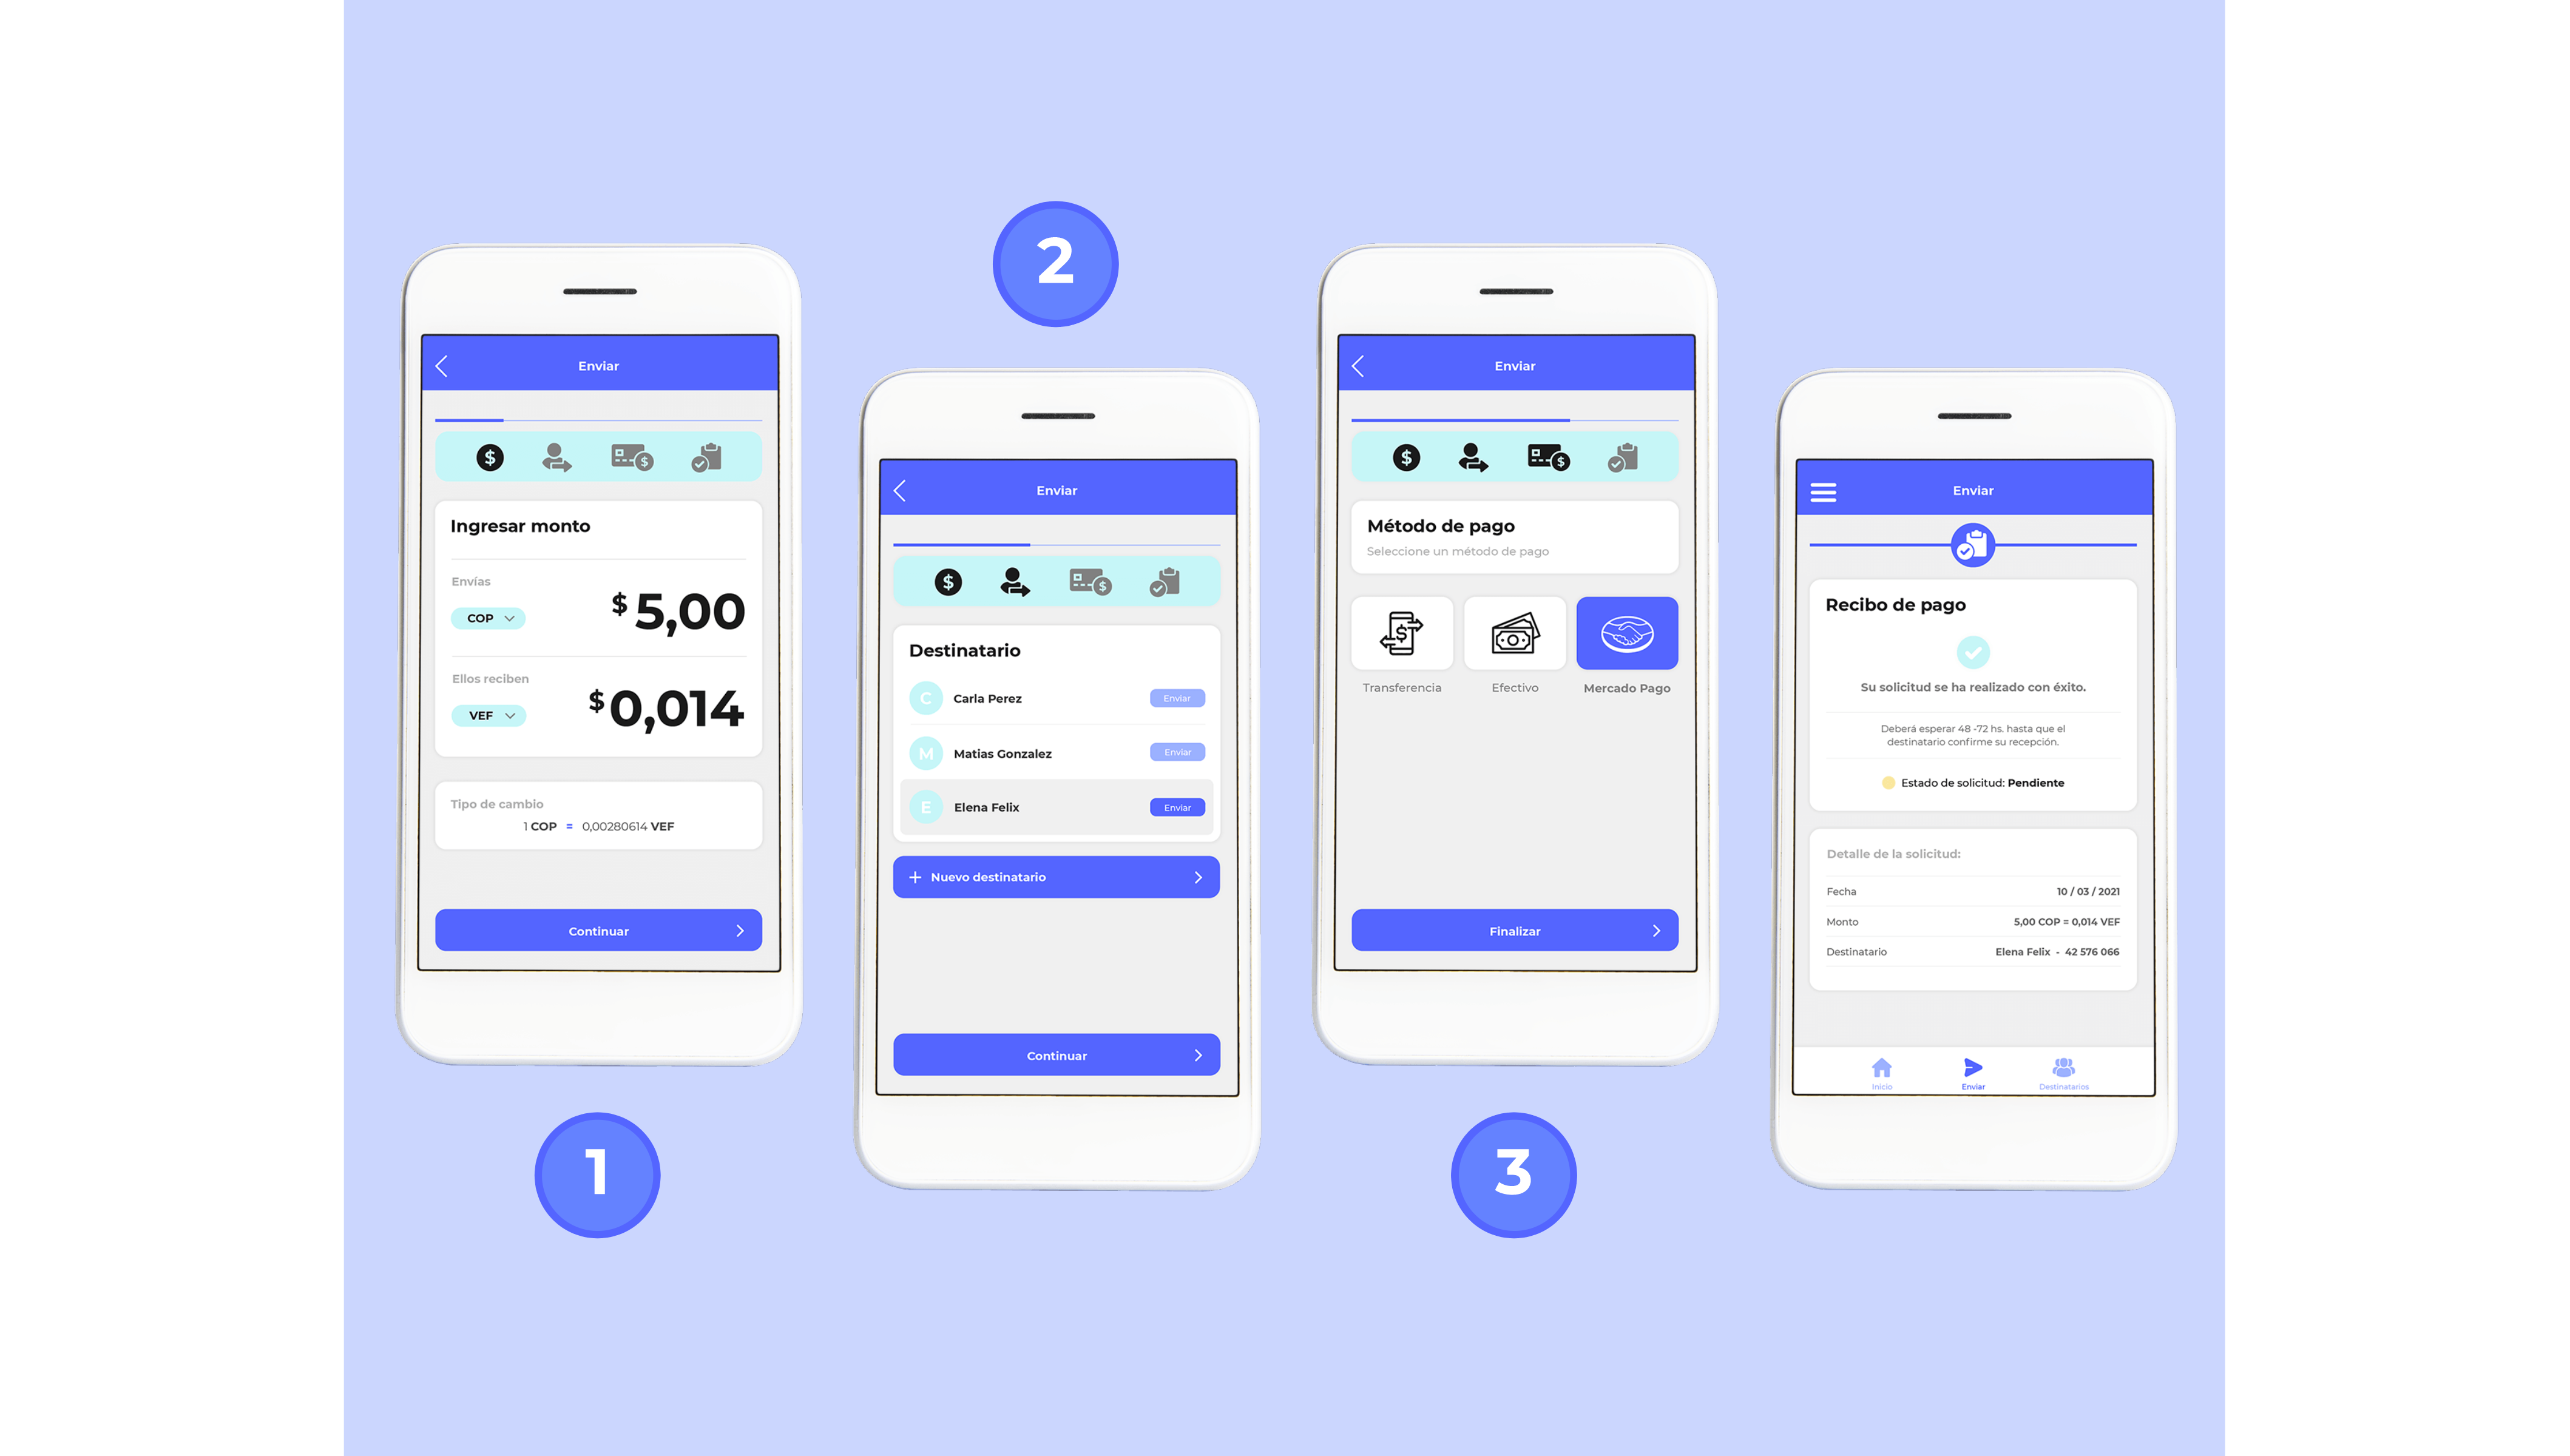 1
Enviar
$
Ingresar monto
Envías
COP
$5,00
Ellos reciben
VEF
$0,014
Tipo de cambio
1 COP = 0,00280614 VEF
Continuar
2
Enviar
$
Destinatario
C Carla Perez Enviar
M Matias Gonzalez Enviar
E Elena Felix Enviar
+ Nuevo destinatario
Continuar
3
Enviar
$
Método de pago
Seleccione un método de pago
Transferencia Efectivo Mercado Pago
Finalizar
Enviar
Recibo de pago
Su solicitud se ha realizado con éxito.
Deberá esperar 48 -72 hs. hasta que el
destinatario confirme su recepción.
Estado de solicitud: Pendiente
Detalle de la solicitud:
Fecha 10 / 03 / 2021
Monto 5,00 COP = 0,014 VEF
Destinatario Elena Felix - 42 576 066
Inicio Enviar Destinatarios